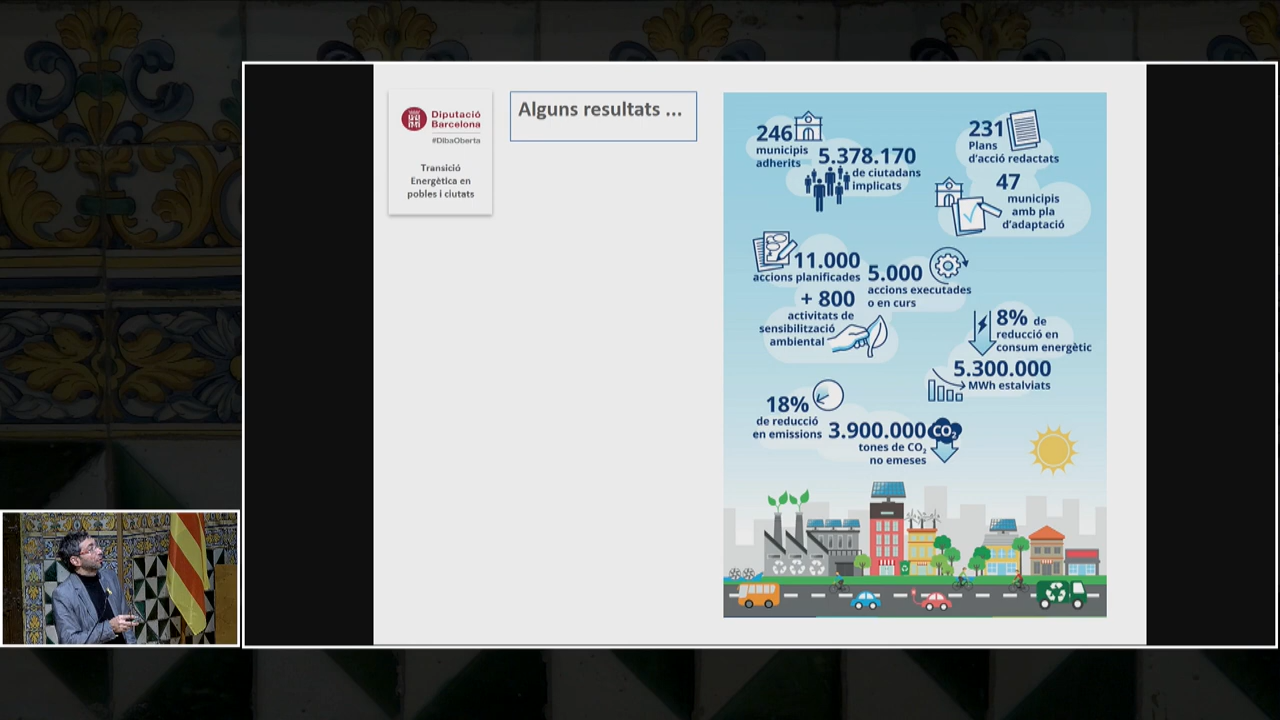 Diputació
Barcelona
#DibaOberta
Transició
Energètica en
pobles i ciutats
Alguns resultats ...
246
municipis
adherits
5.378.170
de ciutadans
implicats
231
Plans
d'acció redactats
47
municipis
amb pla
d'adaptació
11.000
accions planificades
5.000
accions executades
o en curs
+ 800
activitats de
sensibilització
ambiental
8% de
reducció en
consum energètic
5.300.000
MWh estalviats
18%
de reducció
en emissions
3.900.000
tones de CO₂
no emeses
CO₂